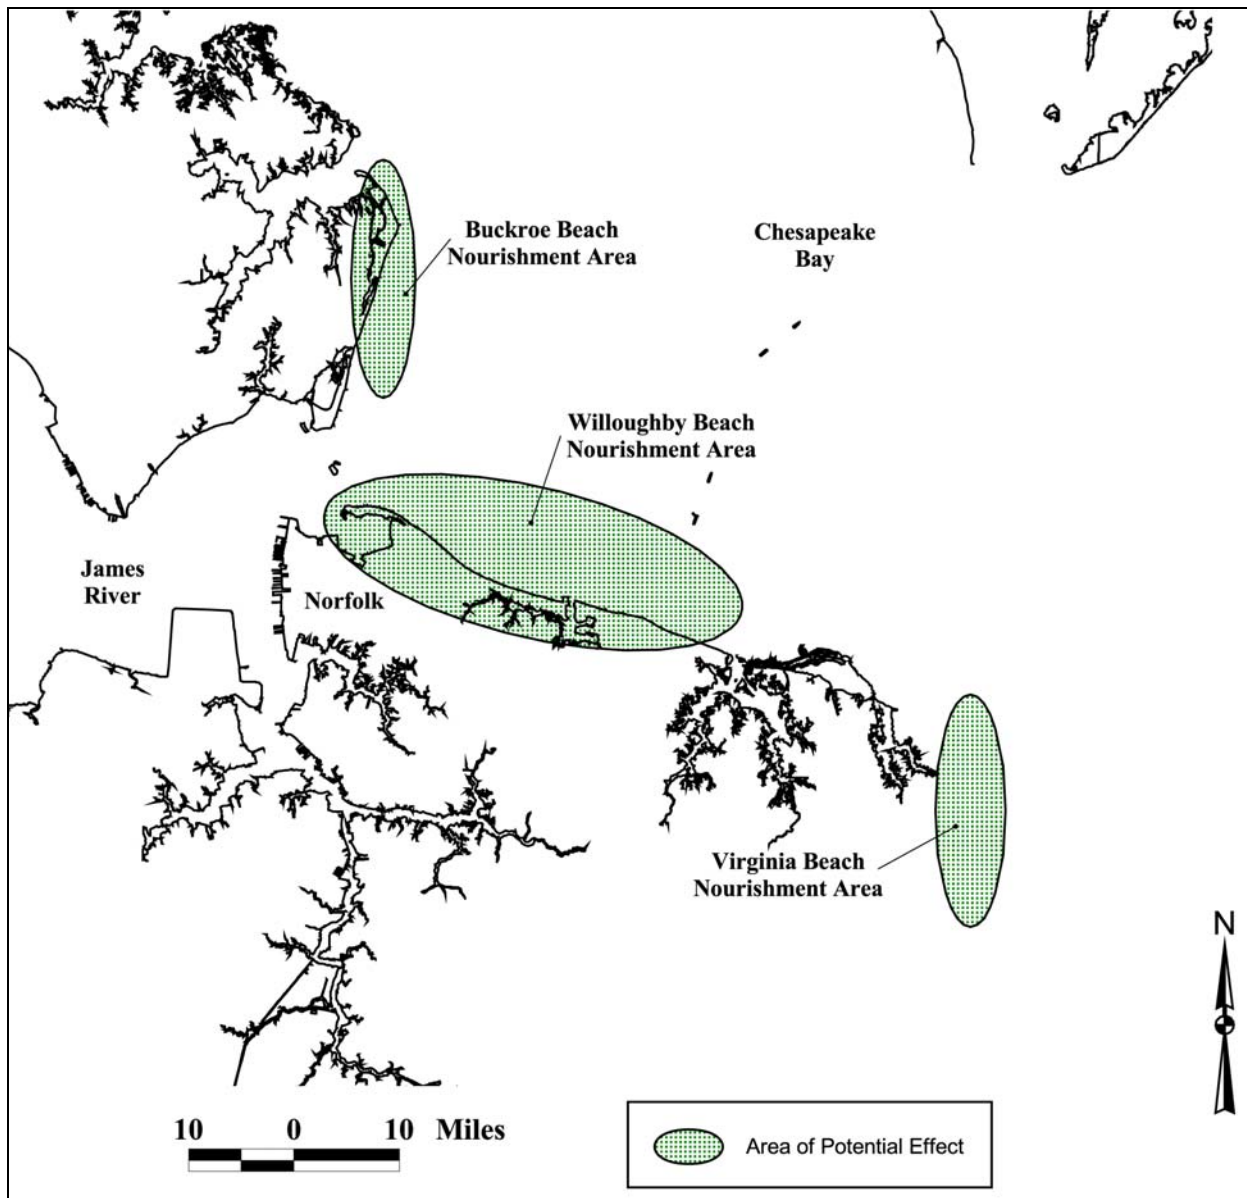 Buckroe Beach
Nourishment Area
Chesapeake
Bay
Willoughby Beach
Nourishment Area
James
River
Norfolk
Virginia Beach
Nourishment Area
N
10 0 10 Miles
Area of Potential Effect